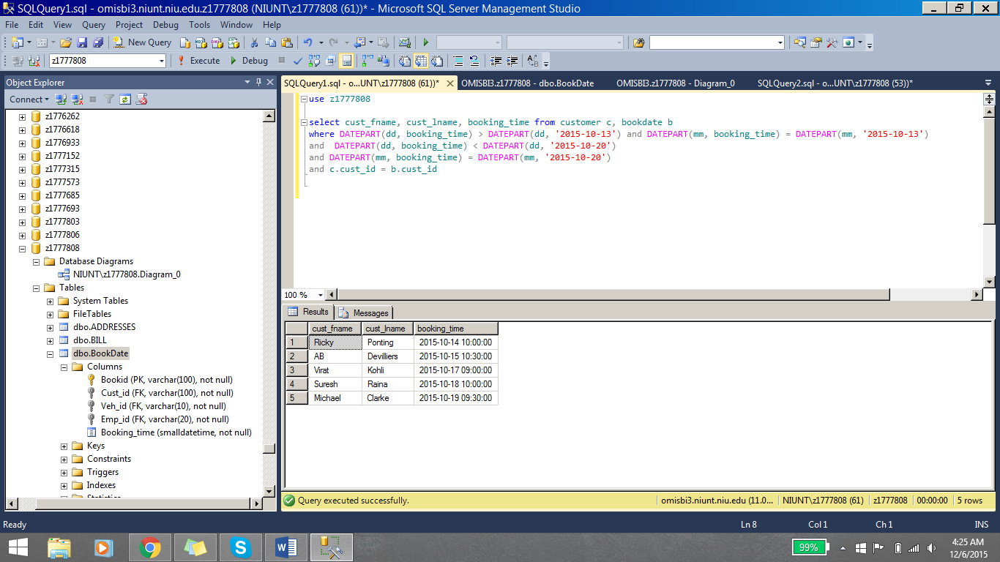 SQLQuery1.sql - omisbi3.niunt.niu.edu.z1777808 (NIUNT\z1777808 (61))* - Microsoft SQL Server Management Studio
File Edit View Query Project Debug Tools Window Help
New Query
z1777808 Execute Debug
Object Explorer
Connect
z1776262
z1776618
z1776933
z1777152
z1777315
z1777573
z1777685
z1777693
z1777803
z1777806
z1777808
Database Diagrams
NIUNT\z1777808.Diagram_0
Tables
System Tables
FileTables
dbo.ADDRESSES
dbo.BILL
dbo.BookDate
Columns
Bookid (PK, varchar(100), not null)
Cust_id (FK, varchar(100), not null)
Veh_id (FK, varchar(10), not null)
Emp_id (FK, varchar(20), not null)
Booking_time (smalldatetime, not null)
Keys
Constraints
Triggers
Indexes
Statistics
SQLQuery1.sql - o...UNT\z1777808 (61))* OMISBI3.z1777808 - dbo.BookDate OMISBI3.z1777808 - Diagram_0 SQLQuery2.sql - o...UNT\z1777808 (53))*
use z1777808
select cust_fname, cust_lname, booking_time from customer c, bookdate b
where DATEPART(dd, booking_time) > DATEPART(dd, '2015-10-13') and DATEPART(mm, booking_time) = DATEPART(mm, '2015-10-13')
and  DATEPART(dd, booking_time) < DATEPART(dd, '2015-10-20')
and DATEPART(mm, booking_time) = DATEPART(mm, '2015-10-20')
and c.cust_id = b.cust_id
100 %
Results Messages
cust_fname cust_lname booking_time
1 Ricky Ponting 2015-10-14 10:00:00
2 AB Devilliers 2015-10-15 10:30:00
3 Virat Kohli 2015-10-17 09:00:00
4 Suresh Raina 2015-10-18 10:00:00
5 Michael Clarke 2015-10-19 09:30:00
Query executed successfully. omisbi3.niunt.niu.edu (11.0... NIUNT\z1777808 (61) z1777808 00:00:00 5 rows
Ready Ln 8 Col 1 Ch 1 INS
99% 4:25 AM
12/6/2015